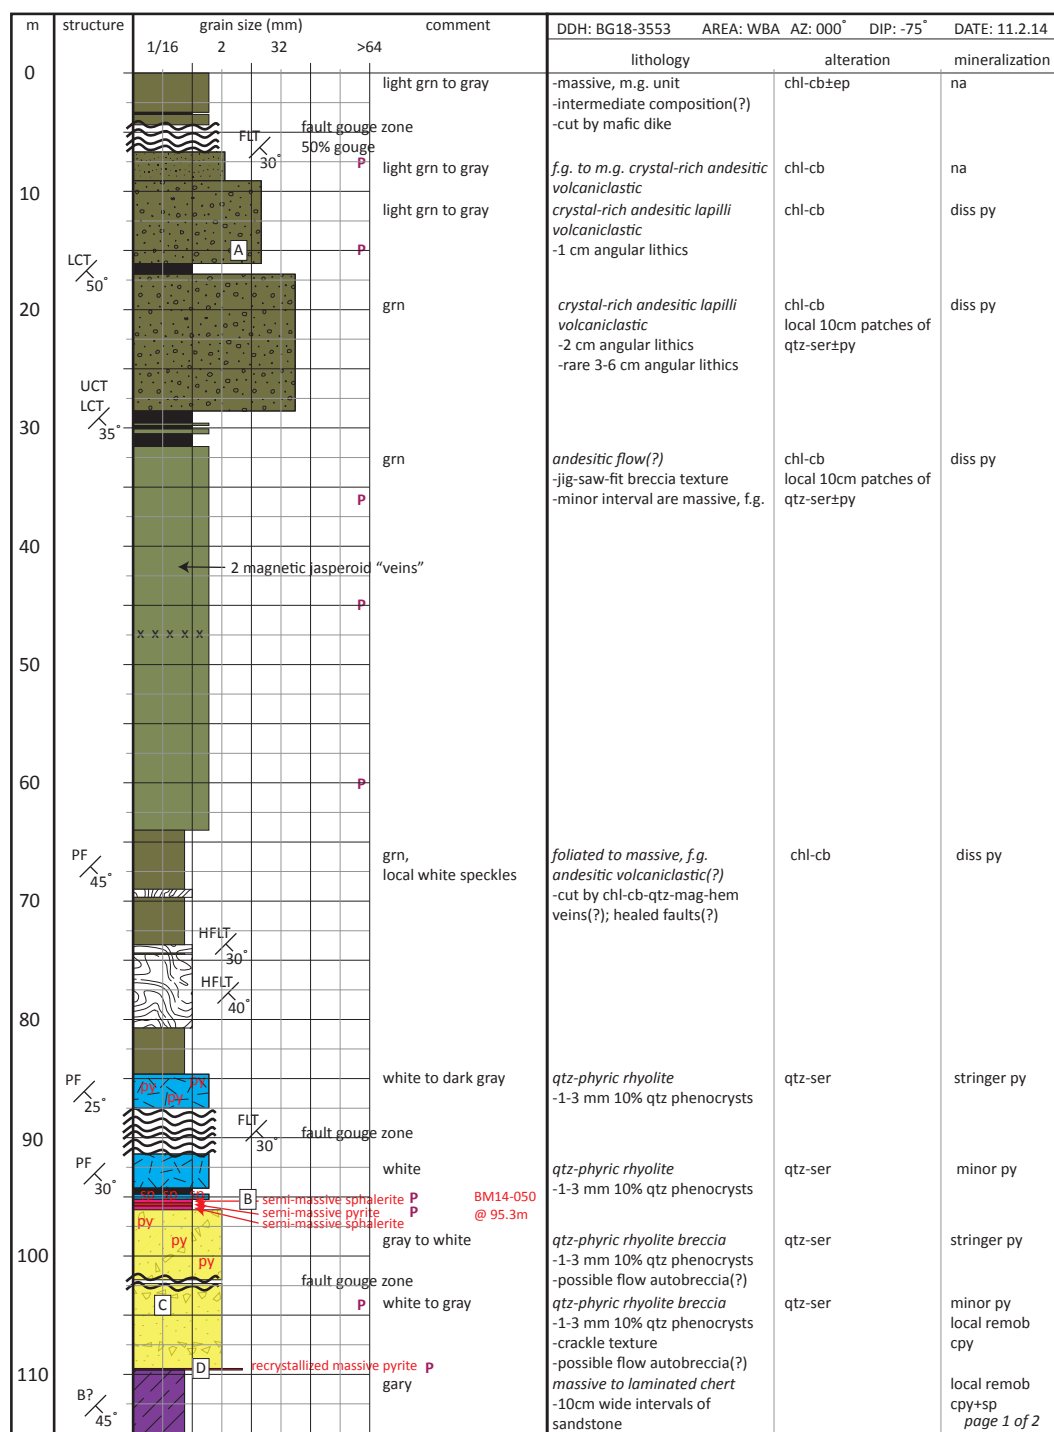 m structure grain size (mm) comment DDH: BG18-3553 AREA: WBA AZ: 000° DIP: -75° DATE: 11.2.14
1/16 2 32 >64 lithology alteration mineralization
0 light grn to gray -massive, m.g. unit chl-cb±ep na
-intermediate composition(?)
-cut by mafic dike
fault gouge zone
FLT 50% gouge
30°
P light grn to gray f.g. to m.g. crystal-rich andesitic chl-cb na
volcaniclastic
10 light grn to gray crystal-rich andesitic lapilli chl-cb diss py
volcaniclastic
A P -1 cm angular lithics
LCT
50°
20 grn crystal-rich andesitic lapilli chl-cb diss py
volcaniclastic local 10cm patches of
-2 cm angular lithics qtz-ser±py
-rare 3-6 cm angular lithics
UCT
LCT
35°
30
grn andesitic flow(?) chl-cb diss py
-jig-saw-fit breccia texture local 10cm patches of
P -minor interval are massive, f.g. qtz-ser±py
40
2 magnetic jasperoid "veins"
P
x x x x x
50
60 P
PF grn, foliated to massive, f.g. chl-cb diss py
45° local white speckles andesitic volcaniclastic(?)
-cut by chl-cb-qtz-mag-hem
70 veins(?); healed faults(?)
HFLT
30°
HFLT
40°
80
PF py py white to dark gray qtz-phyric rhyolite qtz-ser stringer py
25° py -1-3 mm 10% qtz phenocrysts
FLT
90 30° fault gouge zone
PF white qtz-phyric rhyolite qtz-ser minor py
30° -1-3 mm 10% qtz phenocrysts
sp sp sp B semi-massive sphalerite P BM14-050
semi-massive pyrite P @ 95.3m
py semi-massive sphalerite
py gray to white qtz-phyric rhyolite breccia qtz-ser stringer py
100 py -1-3 mm 10% qtz phenocrysts
fault gouge zone -possible flow autobreccia(?)
C P white to gray qtz-phyric rhyolite breccia qtz-ser minor py
-1-3 mm 10% qtz phenocrysts local remob
-crackle texture cpy
D recrystallized massive pyrite P -possible flow autobreccia(?)
110 gary massive to laminated chert local remob
B? -10cm wide intervals of cpy+sp
45° sandstone page 1 of 2